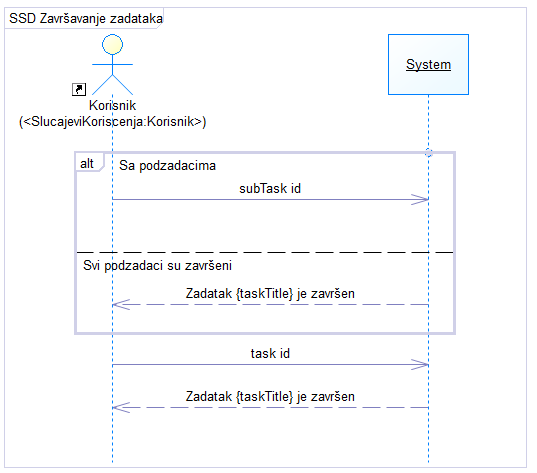 SSD Završavanje zadataka
System
Korisnik
(<SlucajeviKoriscenja:Korisnik>)
alt
Sa podzadacima
subTask id
Svi podzadaci su završeni
Zadatak {taskTitle} je završen
task id
Zadatak {taskTitle} je završen